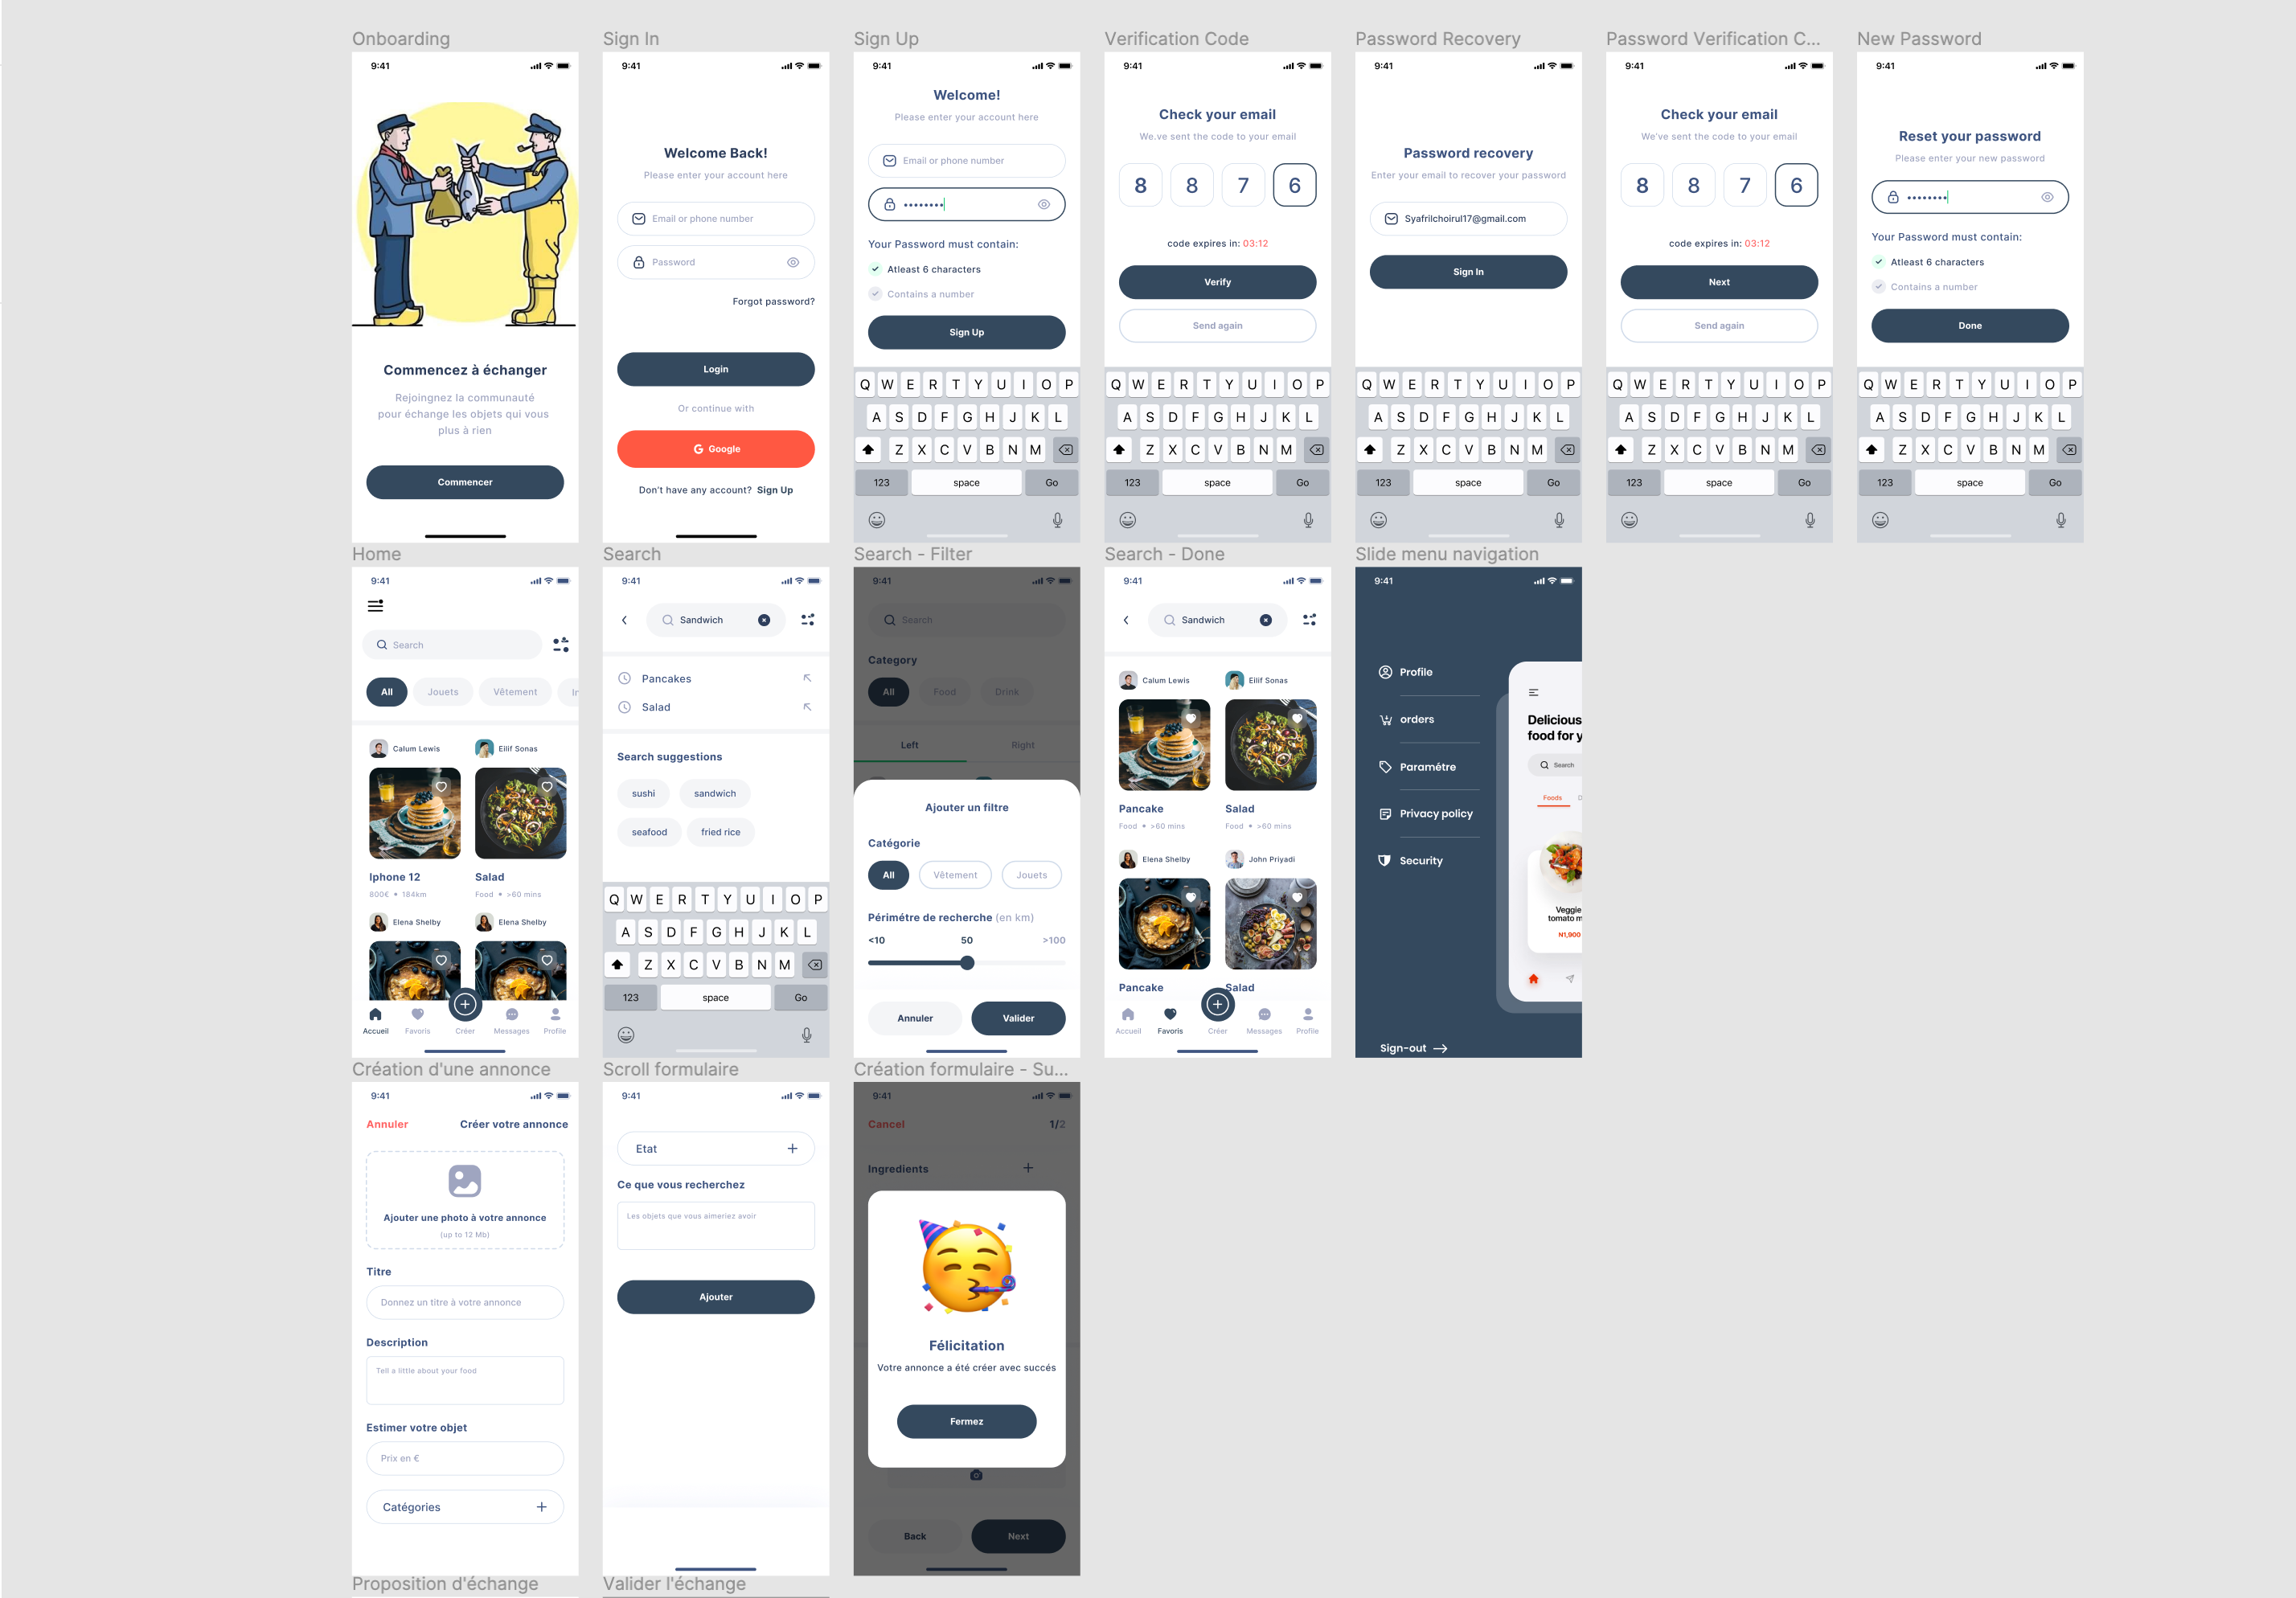 Onboarding
9:41
Commencez à échanger
Rejoingnez la communauté
pour échange les objets qui vous
plus à rien
Commencer
Sign In
9:41
Welcome Back!
Please enter your account here
Email or phone number
Password
Forgot password?
Login
Or continue with
G Google
Don't have any account? Sign Up
Sign Up
9:41
Welcome!
Please enter your account here
Email or phone number
Your Password must contain:
Atleast 6 characters
Contains a number
Sign Up
Q W E R T Y U I O P
A S D F G H J K L
Z X C V B N M
123 space Go
Verification Code
9:41
Check your email
We.ve sent the code to your email
8 8 7 6
code expires in: 03:12
Verify
Send again
Q W E R T Y U I O P
A S D F G H J K L
Z X C V B N M
123 space Go
Password Recovery
9:41
Password recovery
Enter your email to recover your password
Syafrilchoirul17@gmail.com
Sign In
Q W E R T Y U I O P
A S D F G H J K L
Z X C V B N M
123 space Go
Password Verification C...
9:41
Check your email
We've sent the code to your email
8 8 7 6
code expires in: 03:12
Next
Send again
Q W E R T Y U I O P
A S D F G H J K L
Z X C V B N M
123 space Go
New Password
9:41
Reset your password
Please enter your new password
Your Password must contain:
Atleast 6 characters
Contains a number
Done
Q W E R T Y U I O P
A S D F G H J K L
Z X C V B N M
123 space Go
Home
9:41
Search
All Jouets Vêtement In
Calum Lewis Eilif Sonas
Iphone 12 Salad
800€ • 184km Food • >60 mins
Elena Shelby Elena Shelby
Accueil Favoris Créer Messages Profile
Search
9:41
Sandwich
Pancakes
Salad
Search suggestions
sushi sandwich
seafood fried rice
Q W E R T Y U I O P
A S D F G H J K L
Z X C V B N M
123 space Go
Search - Filter
9:41
Search
Category
All Food Drink
Left Right
Ajouter un filtre
Catégorie
All Vêtement Jouets
Périmétre de recherche (en km)
<10 50 >100
Annuler Valider
Search - Done
9:41
Sandwich
Calum Lewis Eilif Sonas
Pancake Salad
Food • >60 mins Food • >60 mins
Elena Shelby John Priyadi
Pancake Salad
Accueil Favoris Créer Messages Profile
Slide menu navigation
9:41
Profile
orders
Paramétre
Privacy policy
Security
Sign-out
Delicious
food for y
Search
Foods D
Veggie
tomato m
N1,900
Création d'une annonce
9:41
Annuler Créer votre annonce
Ajouter une photo à votre annonce
(up to 12 Mb)
Titre
Donnez un titre à votre annonce
Description
Tell a little about your food
Estimer votre objet
Prix en €
Catégories
Scroll formulaire
9:41
Etat
Ce que vous recherchez
Les objets que vous aimeriez avoir
Ajouter
Création formulaire - Su...
9:41
Cancel 1/2
Ingredients
Félicitation
Votre annonce a été créer avec succés
Fermez
Back Next
Proposition d'échange
Valider l'échange